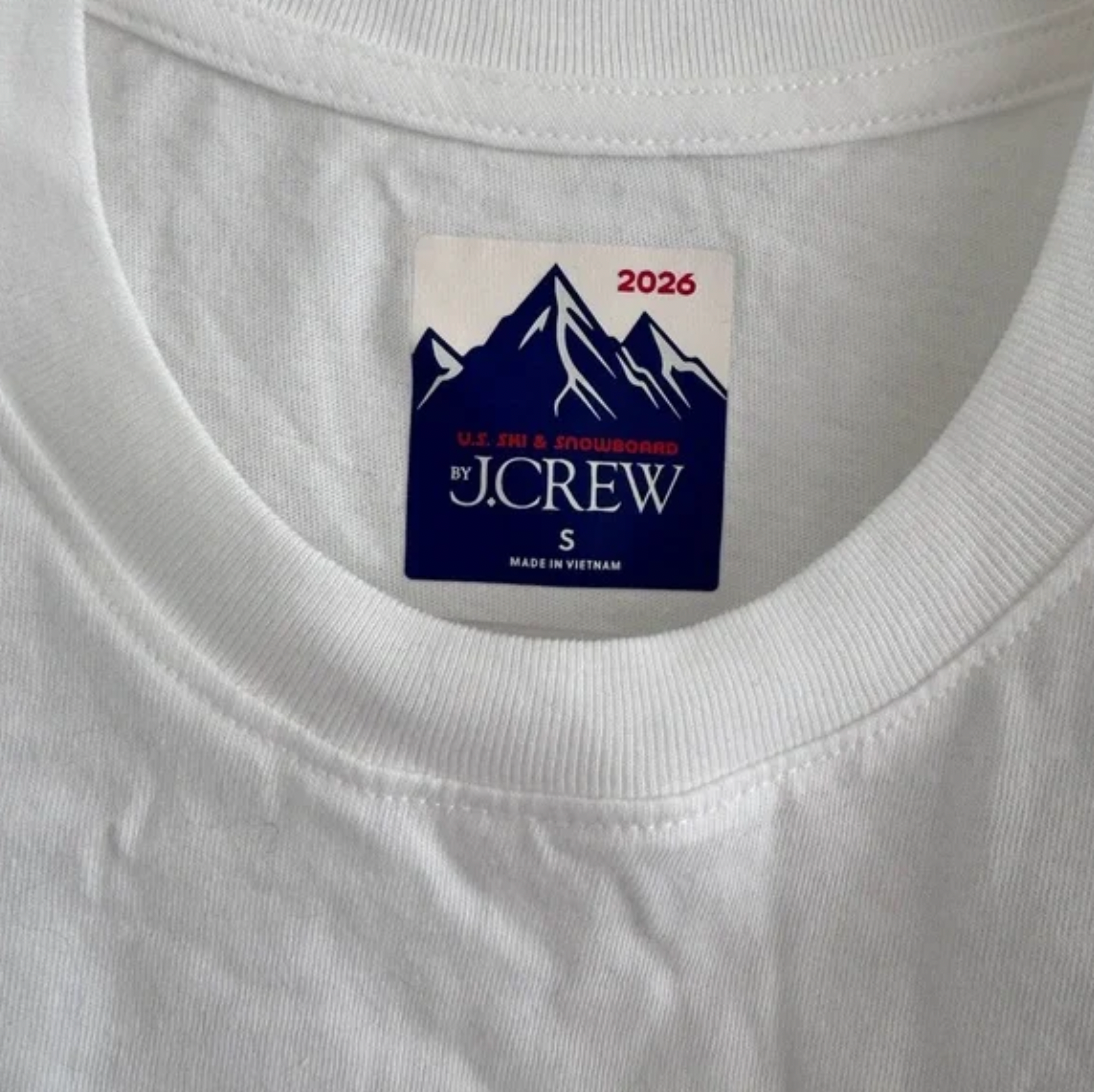 2026
U.S. SKI & SNOWBOARD
BY J.CREW
S
MADE IN VIETNAM